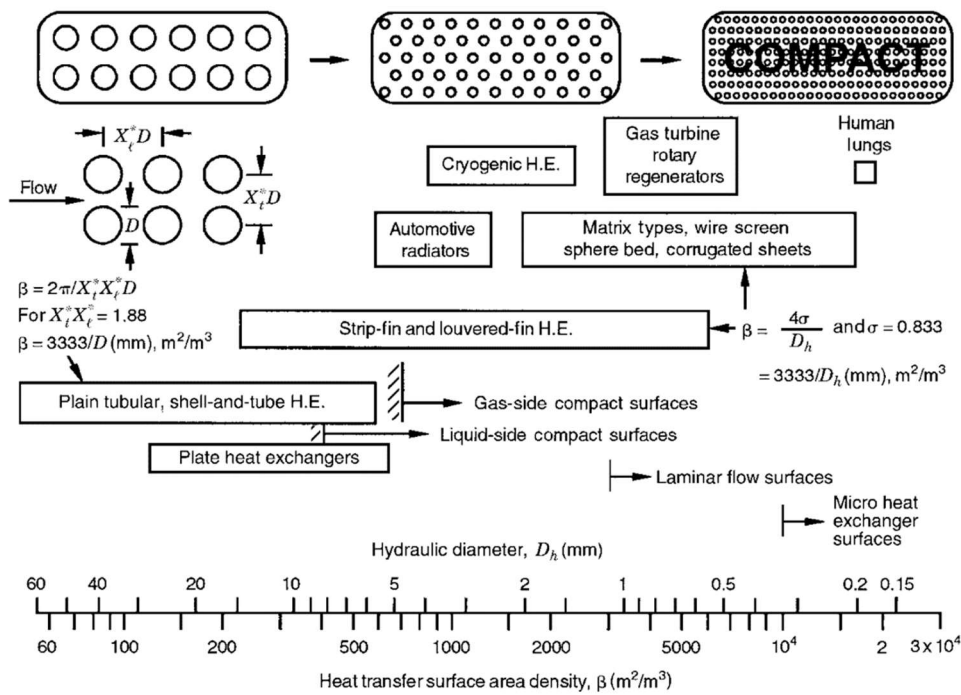 COMPACT
X*ℓD
Flow
D
X*tD
β = 2π/X*tX*ℓD
For X*tX*ℓ = 1.88
β = 3333/D (mm), m²/m³
Cryogenic H.E.
Gas turbine
rotary
regenerators
Human
lungs
Automotive
radiators
Matrix types, wire screen
sphere bed, corrugated sheets
Strip-fin and louvered-fin H.E.
β = 4σ/Dh and σ = 0.833
= 3333/Dh (mm), m²/m³
Plain tubular, shell-and-tube H.E.
Gas-side compact surfaces
Liquid-side compact surfaces
Plate heat exchangers
Laminar flow surfaces
Micro heat
exchanger
surfaces
Hydraulic diameter, Dh (mm)
60 40 20 10 5 2 1 0.5 0.2 0.15
60 100 200 500 1000 2000 5000 10⁴ 2 3 × 10⁴
Heat transfer surface area density, β (m²/m³)